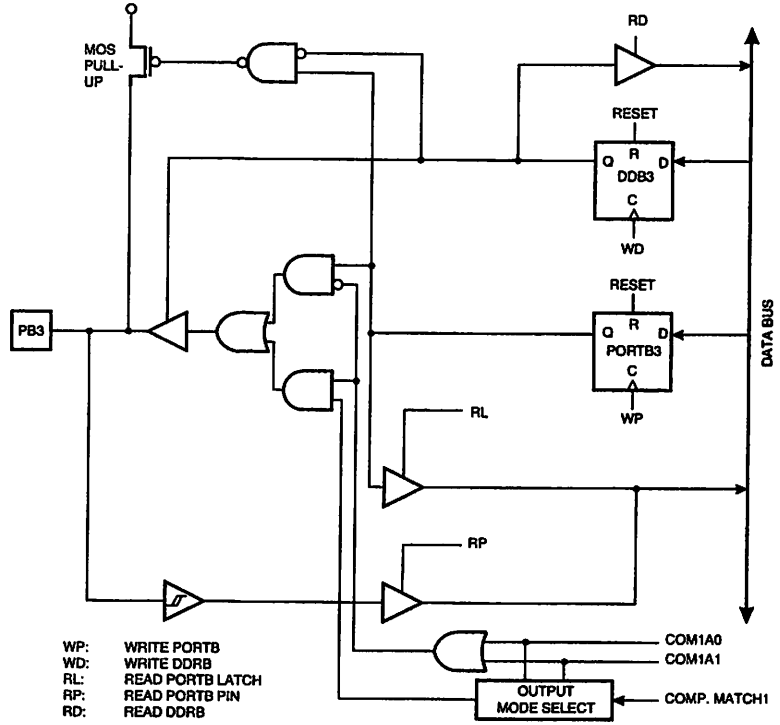 RD
MOS
PULL-
UP
RESET
Q
R
D
DDB3
C
WD
RESET
PB3
Q
R
D
PORTB3
C
DATA BUS
WP
RL
RP
WP: WRITE PORTB
WD: WRITE DDRB
RL: READ PORTB LATCH
RP: READ PORTB PIN
RD: READ DDRB
COM1A0
COM1A1
OUTPUT
MODE SELECT
COMP. MATCH1